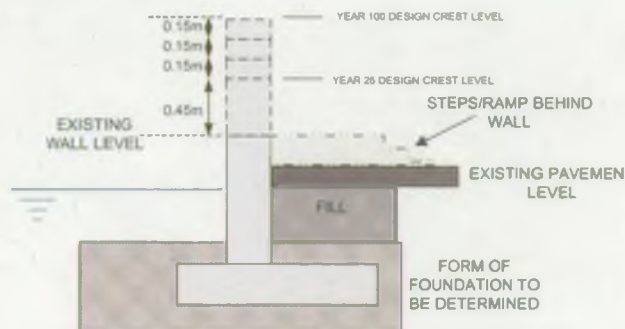 YEAR 100 DESIGN CREST LEVEL
0.15m
0.15m
0.15m
YEAR 25 DESIGN CREST LEVEL
0.45m
STEPS/RAMP BEHIND
WALL
EXISTING
WALL LEVEL
EXISTING PAVEMEN
LEVEL
FILL
FORM OF
FOUNDATION TO
BE DETERMINED